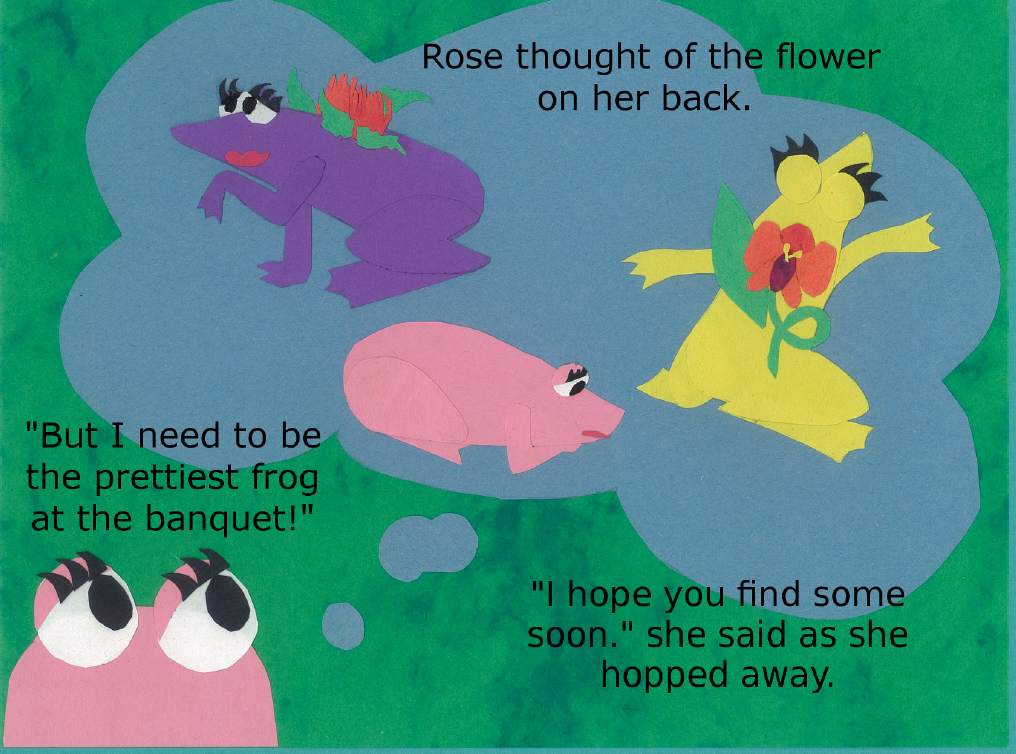 Rose thought of the flower
on her back.
"But I need to be
the prettiest frog
at the banquet!"
"I hope you find some
soon." she said as she
hopped away.